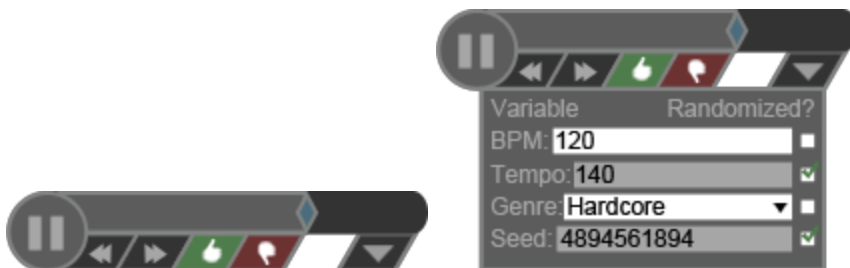 Variable Randomized?
BPM: 120
Tempo: 140
Genre: Hardcore
Seed: 4894561894